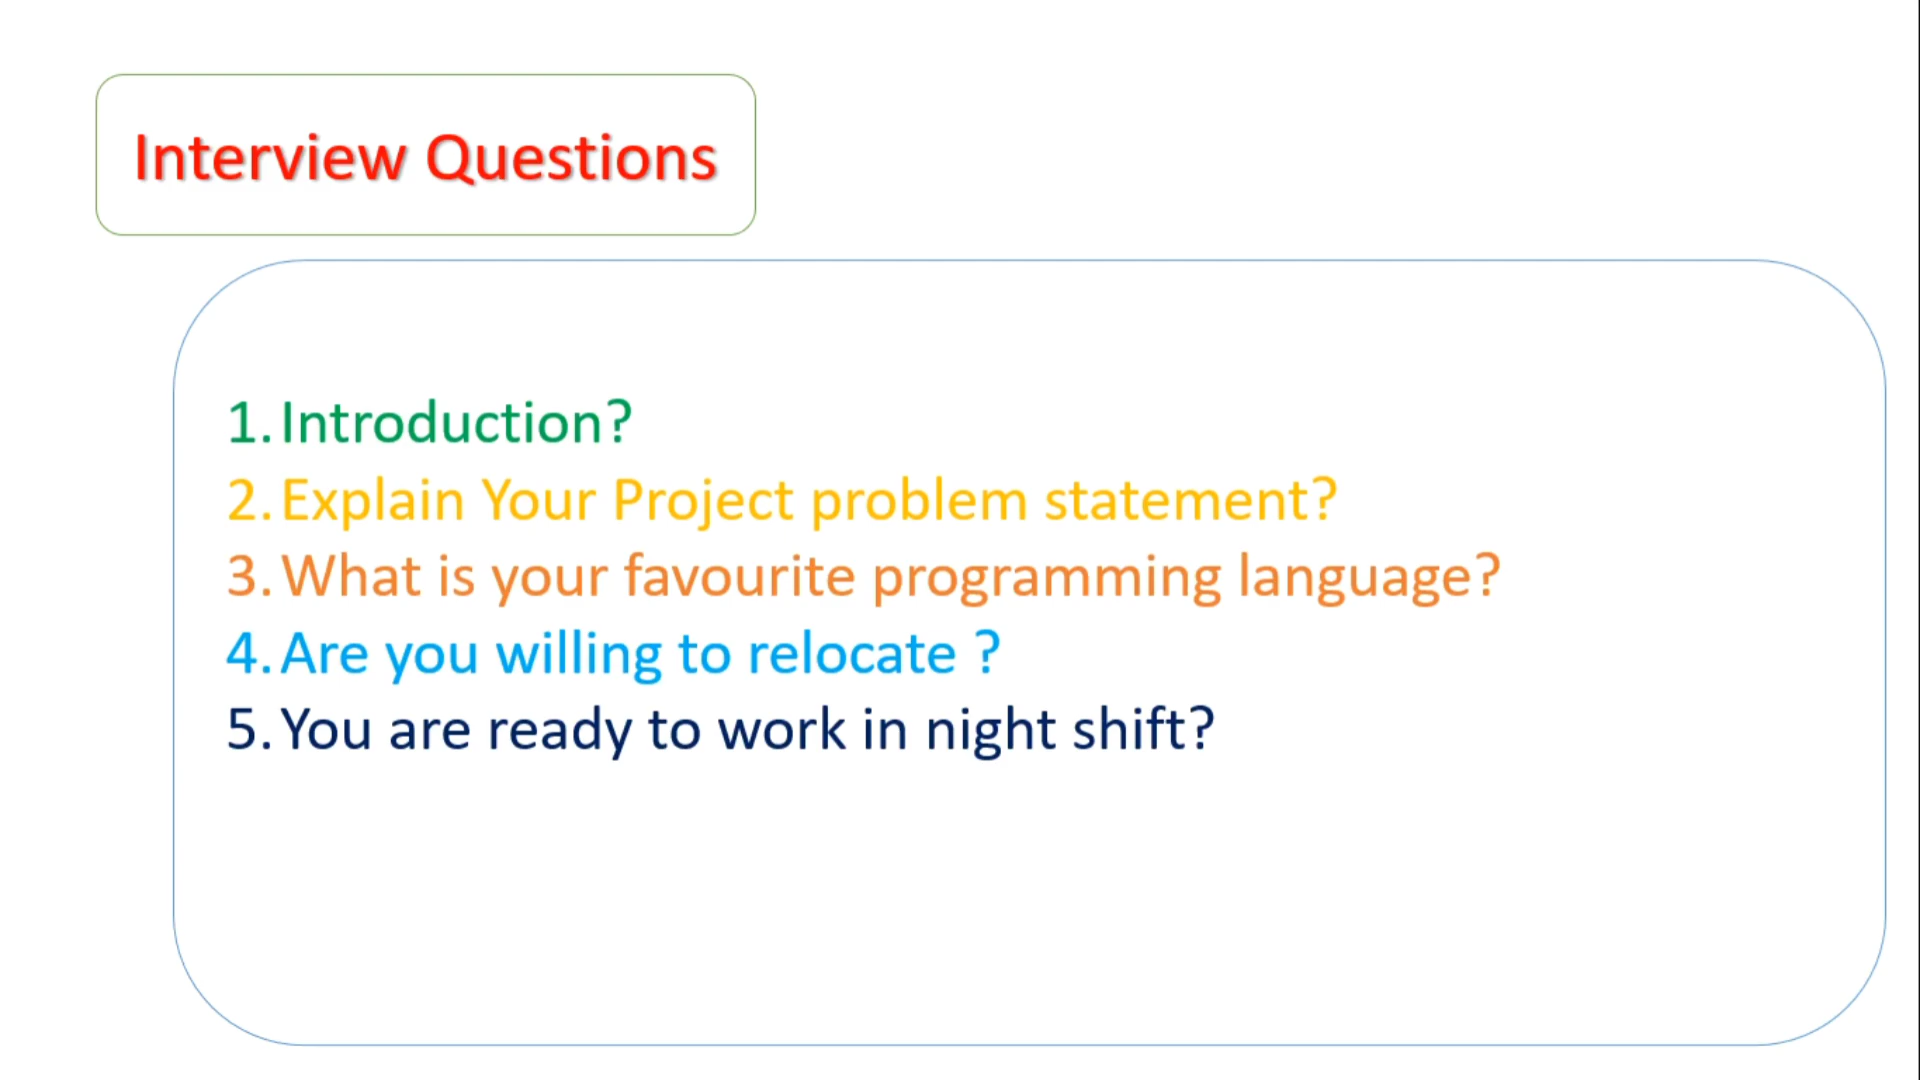 Interview Questions
1. Introduction?
2. Explain Your Project problem statement?
3. What is your favourite programming language?
4. Are you willing to relocate ?
5. You are ready to work in night shift?